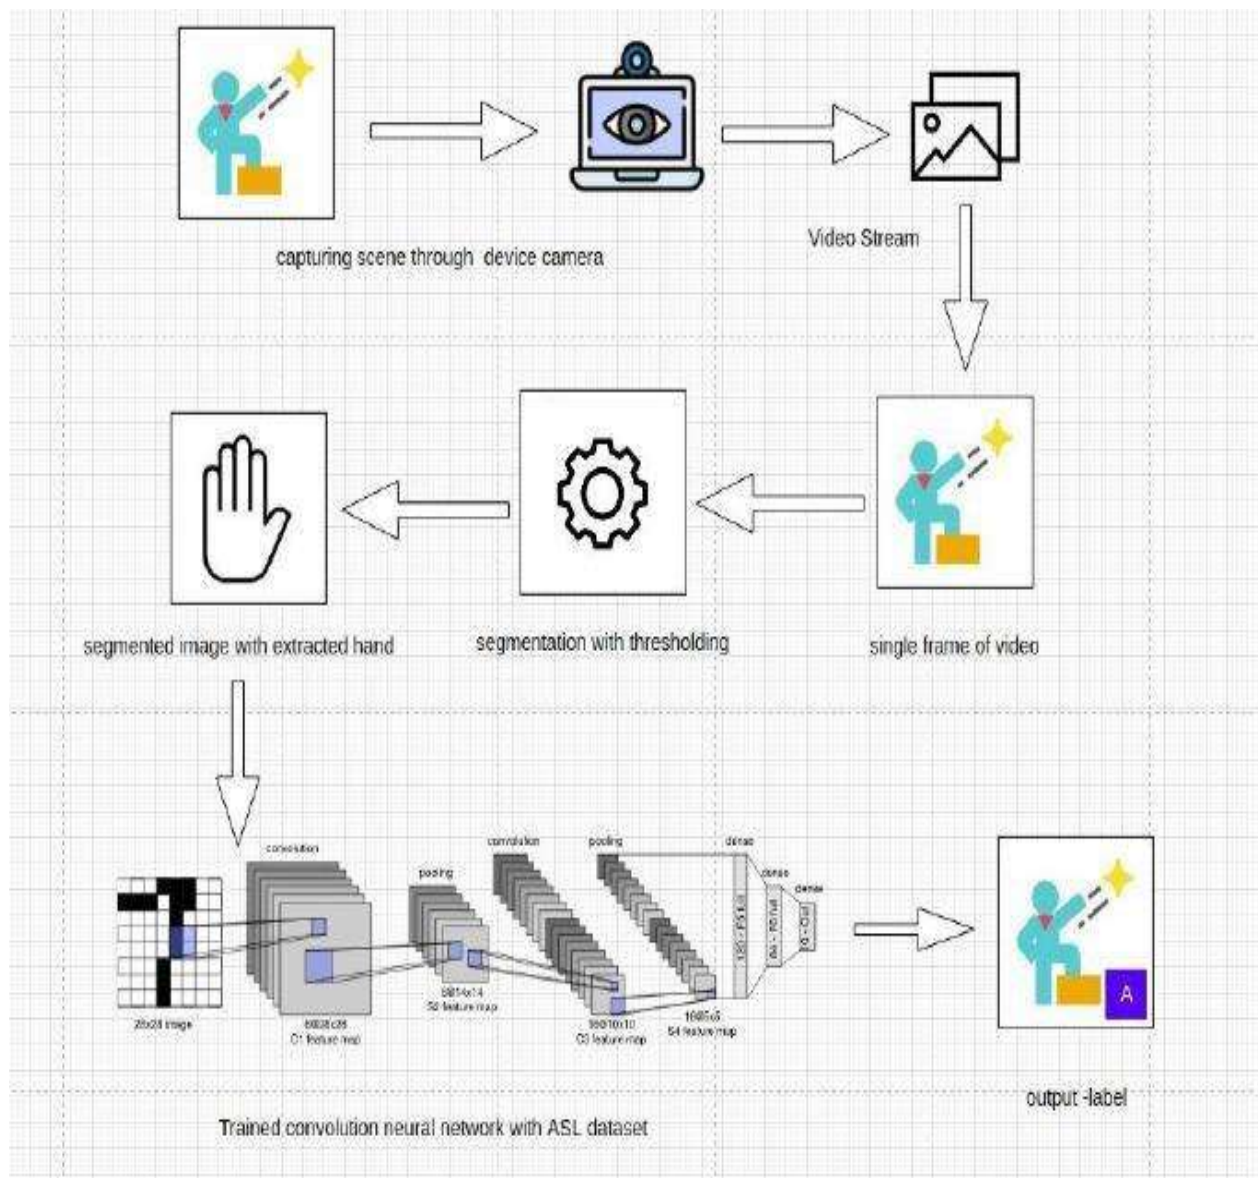 capturing scene through device camera
Video Stream
segmented image with extracted hand
segmentation with thresholding
single frame of video
convolution
pooling
convolution
pooling
dense
dense
dense
28x28 image
C1 feature map
S2 feature map
C3 feature map
S4 feature map
A
output -label
Trained convolution neural network with ASL dataset